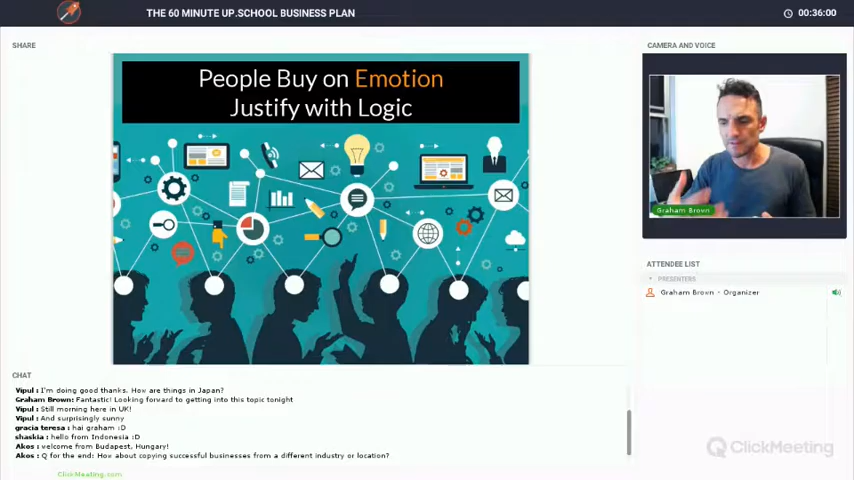 THE 60 MINUTE UP.SCHOOL BUSINESS PLAN
00:36:00
SHARE
CAMERA AND VOICE
People Buy on Emotion
Justify with Logic
Graham Brown
ATTENDEE LIST
PRESENTERS
Graham Brown - Organizer
CHAT
Vipul : I'm doing good thanks. How are things in Japan?
Graham Brown: Fantastic! Looking forward to getting into this topic tonight
Vipul : Still morning here in UK!
Vipul : And surprisingly sunny
gracia teresa : hai graham :D
shaskia : hello from Indonesia :D
Akos : welcome from Budapest, Hungary!
Akos : Q for the end: How about copying successful businesses from a different industry or location?
ClickMeeting
ClickMeeting.com